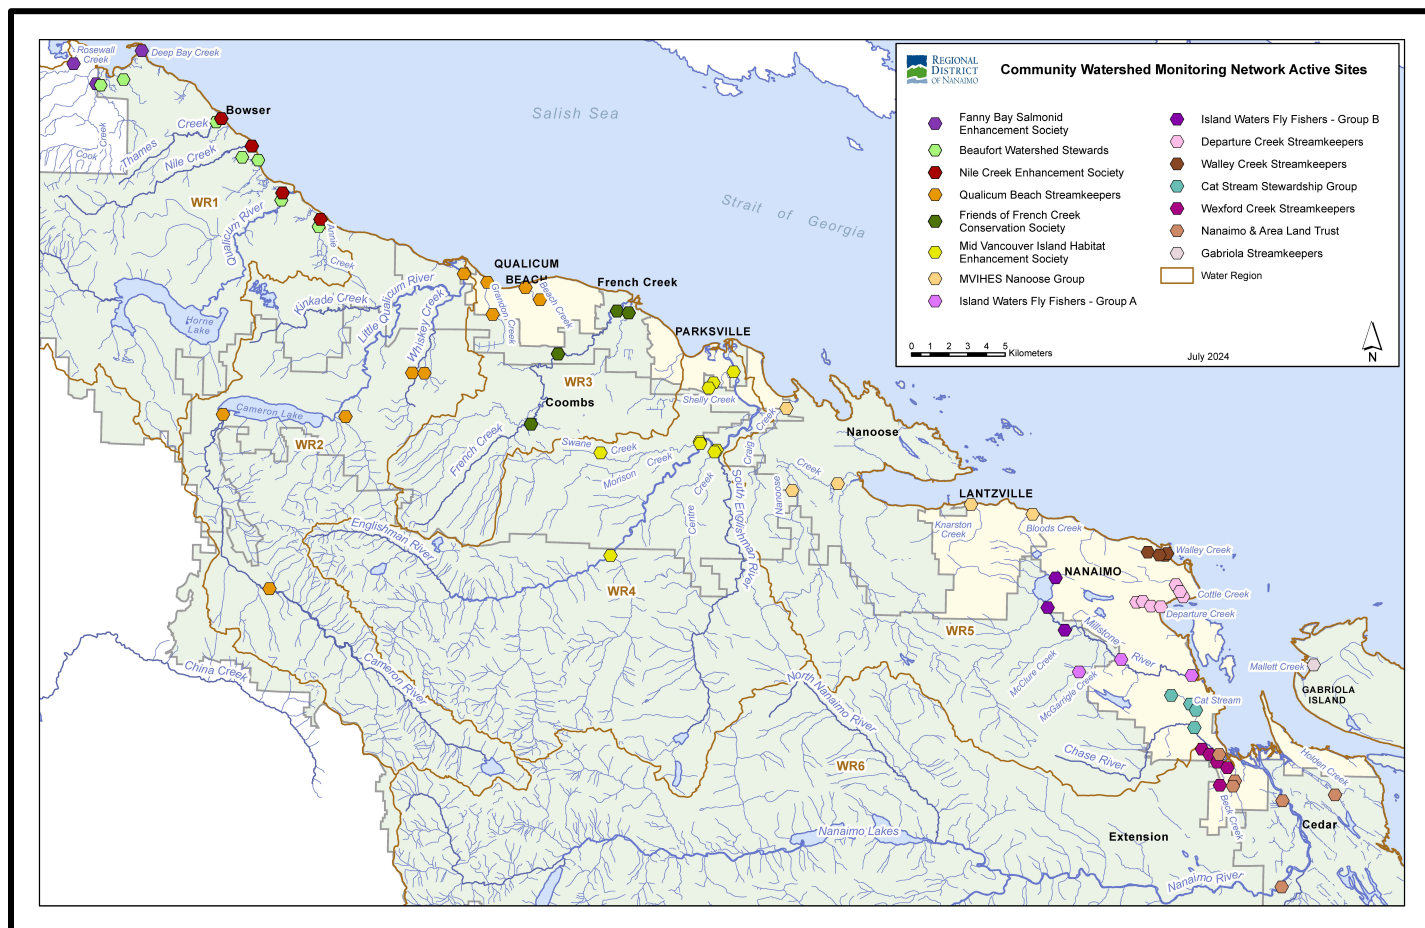 REGIONAL
DISTRICT
OF NANAIMO
Community Watershed Monitoring Network Active Sites
Fanny Bay Salmonid
Enhancement Society
Beaufort Watershed Stewards
Nile Creek Enhancement Society
Qualicum Beach Streamkeepers
Friends of French Creek
Conservation Society
Mid Vancouver Island Habitat
Enhancement Society
MVIHES Nanoose Group
Island Waters Fly Fishers - Group A
Island Waters Fly Fishers - Group B
Departure Creek Streamkeepers
Walley Creek Streamkeepers
Cat Stream Stewardship Group
Wexford Creek Streamkeepers
Nanaimo & Area Land Trust
Gabriola Streamkeepers
Water Region
0 1 2 3 4 5
Kilometers
July 2024
N
Rosewall
Creek
Deep Bay Creek
Salish Sea
Strait of Georgia
Bowser
Creek
Thames
Cook
Creek
Nile Creek
WR1
Qualicum River
Annie
Creek
Horne
Lake
Kinkade Creek
Little Qualicum River
Whiskey Creek
QUALICUM
BEACH
Grandon Creek
Beach Creek
French Creek
PARKSVILLE
WR3
Coombs
Shelly Creek
Cameron Lake
WR2
French Creek
Swane Creek
Morison Creek
Centre Creek
Craig Creek
Nanoose Creek
Nanoose
South Englishman River
Englishman River
LANTZVILLE
Knarston
Creek
Bloods Creek
Walley Creek
NANAIMO
Cottle Creek
Departure Creek
WR4
WR5
Millstone River
McClure Creek
McGarrigle Creek
Mallett Creek
GABRIOLA
ISLAND
Cat Stream
China Creek
Cameron River
North Nanaimo River
Chase River
Holden Creek
WR6
Beck Creek
Nanaimo Lakes
Extension
Cedar
Nanaimo River